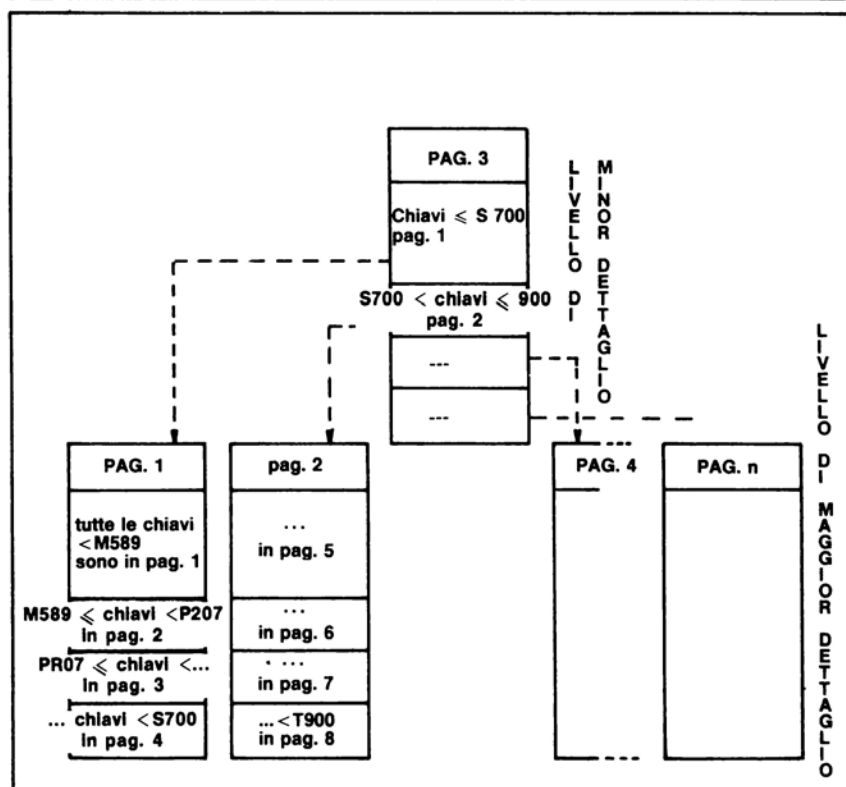 PAG. 3
Chiavi ⩽ S 700
pag. 1
S700 < chiavi ⩽ 900
pag. 2
---
---
LIVELLO DI
MINOR DETTAGLIO
LIVELLO DI MAGGIOR DETTAGLIO
PAG. 1
tutte le chiavi
<M589
sono in pag. 1
M589 ⩽ chiavi <P207
In pag. 2
PR07 ⩽ chiavi <...
In pag. 3
... chiavi <S700
In pag. 4
pag. 2
...
in pag. 5
...
in pag. 6
. ...
in pag. 7
...<T900
in pag. 8
PAG. 4
PAG. n